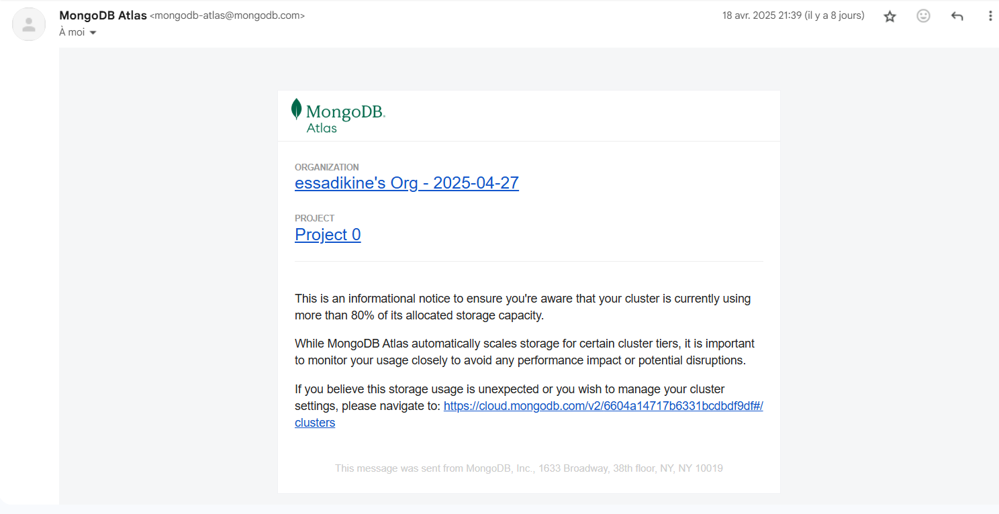 MongoDB Atlas <mongodb-atlas@mongodb.com>
18 avr. 2025 21:39 (il y a 8 jours)
À moi
MongoDB.
Atlas
ORGANIZATION
essadikine's Org - 2025-04-27
PROJECT
Project 0
This is an informational notice to ensure you're aware that your cluster is currently using
more than 80% of its allocated storage capacity.
While MongoDB Atlas automatically scales storage for certain cluster tiers, it is important
to monitor your usage closely to avoid any performance impact or potential disruptions.
If you believe this storage usage is unexpected or you wish to manage your cluster
settings, please navigate to: https://cloud.mongodb.com/v2/6604a14717b6331bcdbdf9df#/
clusters
This message was sent from MongoDB, Inc., 1633 Broadway, 38th floor, NY, NY 10019